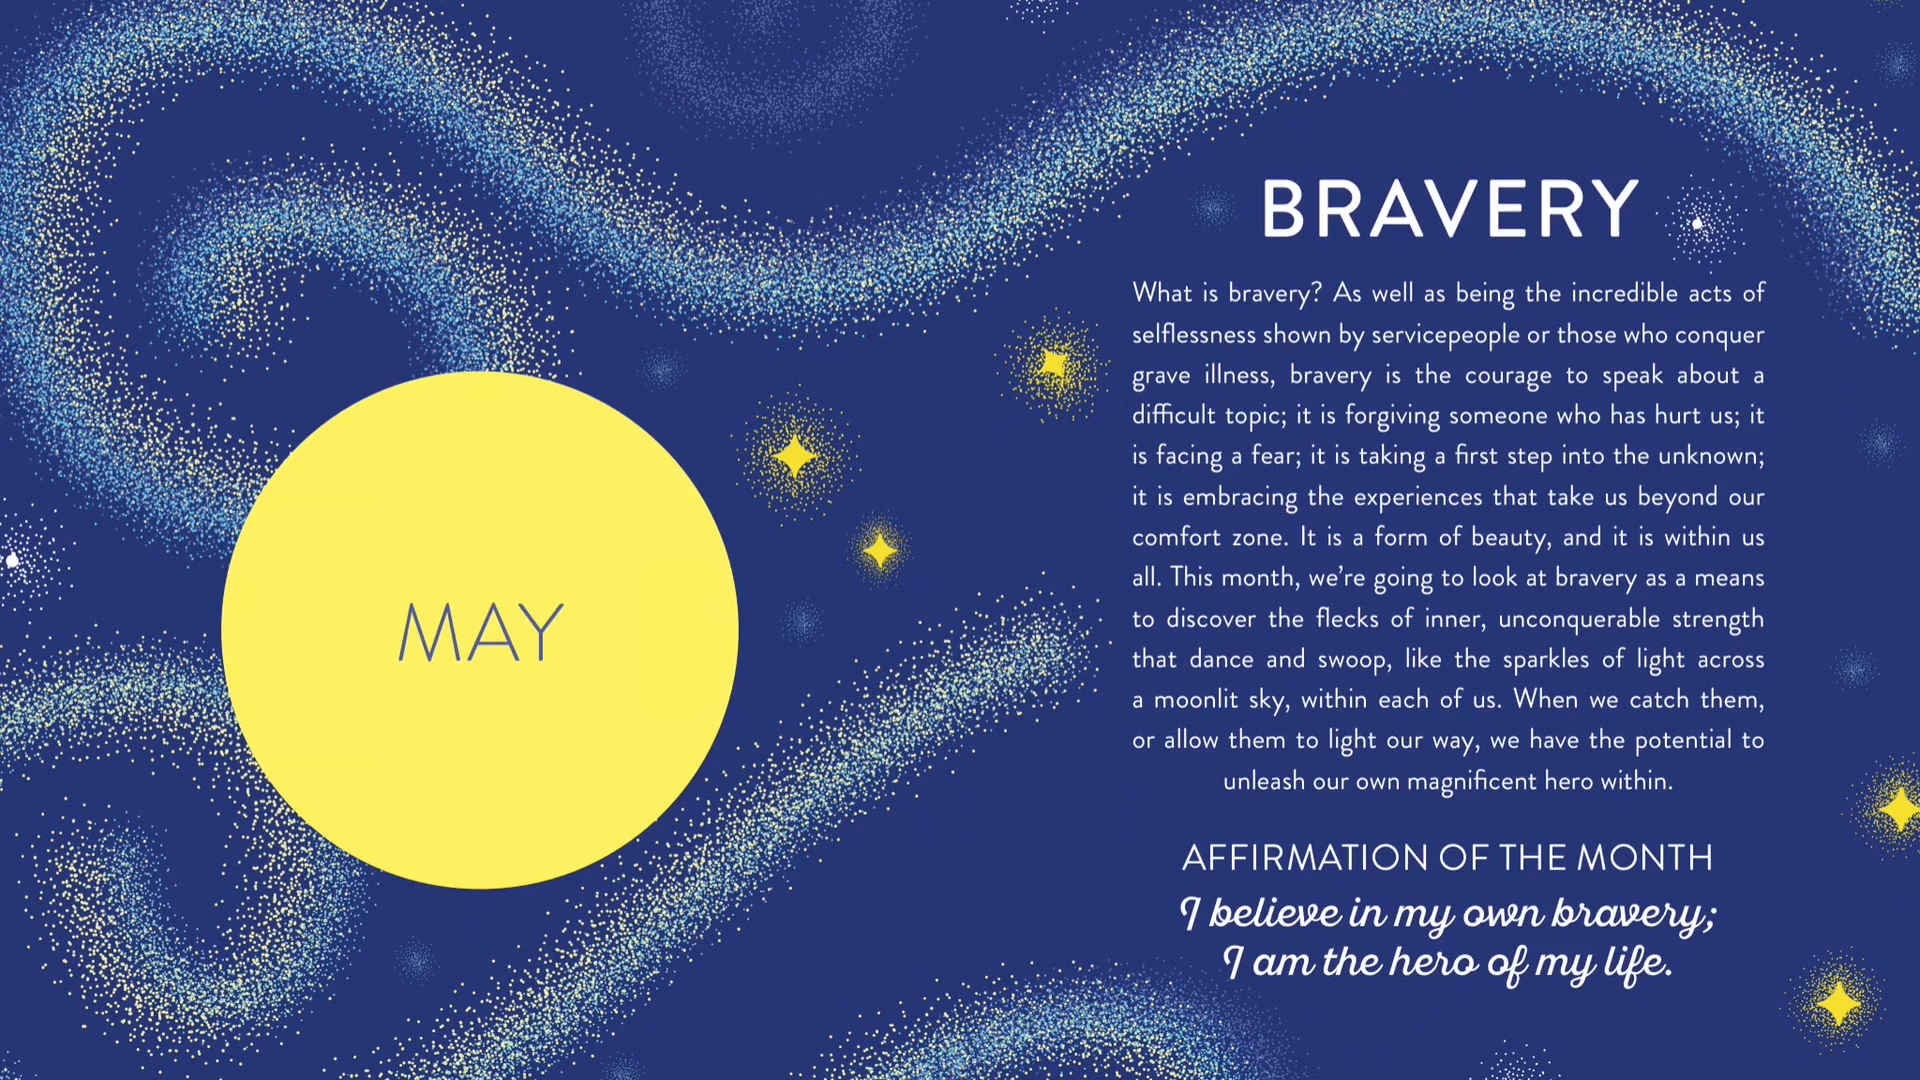 MAY
BRAVERY
What is bravery? As well as being the incredible acts of
selflessness shown by servicepeople or those who conquer
grave illness, bravery is the courage to speak about a
difficult topic; it is forgiving someone who has hurt us; it
is facing a fear; it is taking a first step into the unknown;
it is embracing the experiences that take us beyond our
comfort zone. It is a form of beauty, and it is within us
all. This month, we’re going to look at bravery as a means
to discover the flecks of inner, unconquerable strength
that dance and swoop, like the sparkles of light across
a moonlit sky, within each of us. When we catch them,
or allow them to light our way, we have the potential to
unleash our own magnificent hero within.
AFFIRMATION OF THE MONTH
I believe in my own bravery;
I am the hero of my life.